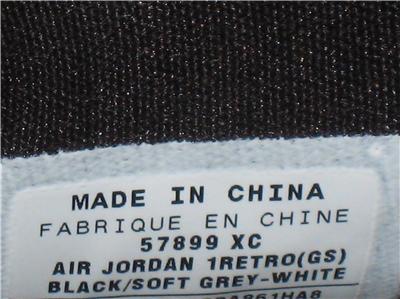 MADE IN CHINA
FABRIQUE EN CHINE
57899 XC
AIR JORDAN 1RETRO(GS)
BLACK/SOFT GREY-WHITE